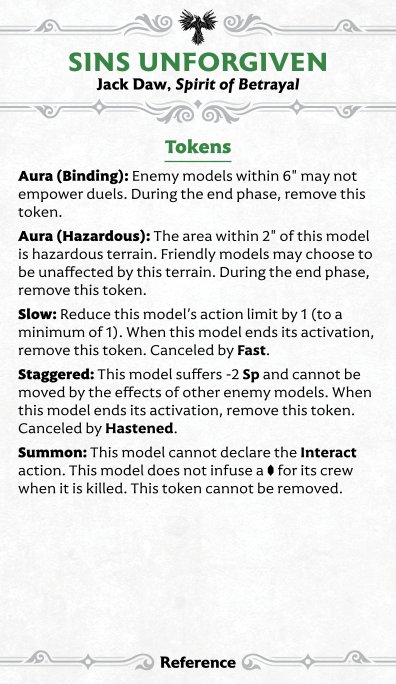 SINS UNFORGIVEN
Jack Daw, Spirit of Betrayal
Tokens
Aura (Binding): Enemy models within 6" may not
empower duels. During the end phase, remove this
token.
Aura (Hazardous): The area within 2" of this model
is hazardous terrain. Friendly models may choose to
be unaffected by this terrain. During the end phase,
remove this token.
Slow: Reduce this model's action limit by 1 (to a
minimum of 1). When this model ends its activation,
remove this token. Canceled by Fast.
Staggered: This model suffers -2 Sp and cannot be
moved by the effects of other enemy models. When
this model ends its activation, remove this token.
Canceled by Hastened.
Summon: This model cannot declare the Interact
action. This model does not infuse a for its crew
when it is killed. This token cannot be removed.
Reference